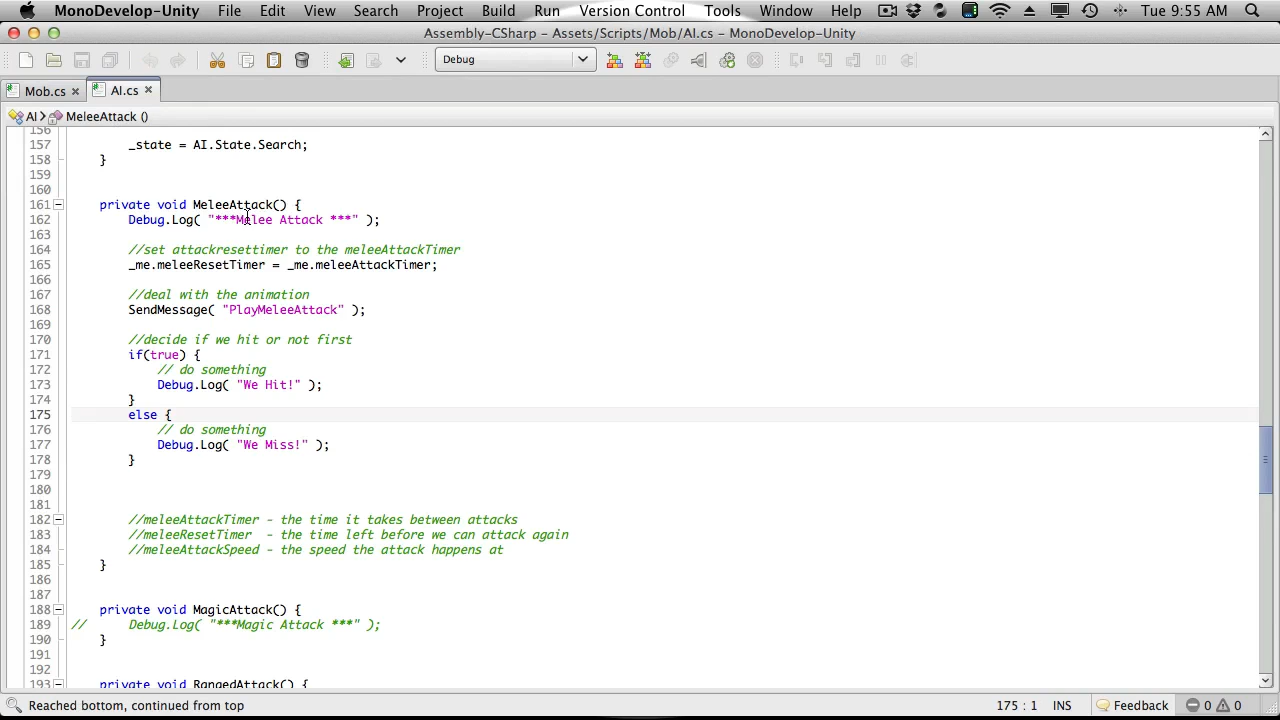 MonoDevelop-Unity File Edit View Search Project Build Run Version Control Tools Window Help Tue 9:55 AM
Assembly-CSharp - Assets/Scripts/Mob/AI.cs - MonoDevelop-Unity
Debug
Mob.cs AI.cs
AI MeleeAttack ()
156
157 _state = AI.State.Search;
158 }
159
160
161 private void MeleeAttack() {
162 Debug.Log( "***Melee Attack ***" );
163
164 //set attackresettimer to the meleeAttackTimer
165 _me.meleeResetTimer = _me.meleeAttackTimer;
166
167 //deal with the animation
168 SendMessage( "PlayMeleeAttack" );
169
170 //decide if we hit or not first
171 if(true) {
172 // do something
173 Debug.Log( "We Hit!" );
174 }
175 else {
176 // do something
177 Debug.Log( "We Miss!" );
178 }
179
180
181
182 //meleeAttackTimer - the time it takes between attacks
183 //meleeResetTimer  - the time left before we can attack again
184 //meleeAttackSpeed - the speed the attack happens at
185 }
186
187
188 private void MagicAttack() {
189 // Debug.Log( "***Magic Attack ***" );
190 }
191
192
193 private void RangedAttack() {
Reached bottom, continued from top 175 : 1 INS Feedback 0 0